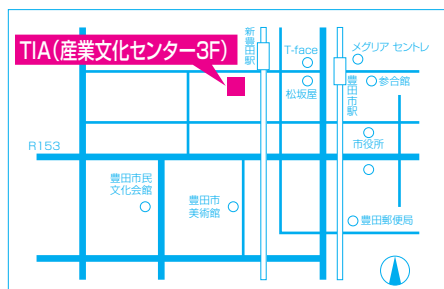 TIA(産業文化センター3F)
新豊田駅
T-face
メグリア セントレ
松坂屋
豊田市駅
参合館
市役所
R153
豊田市民
文化会館
豊田市
美術館
豊田郵便局